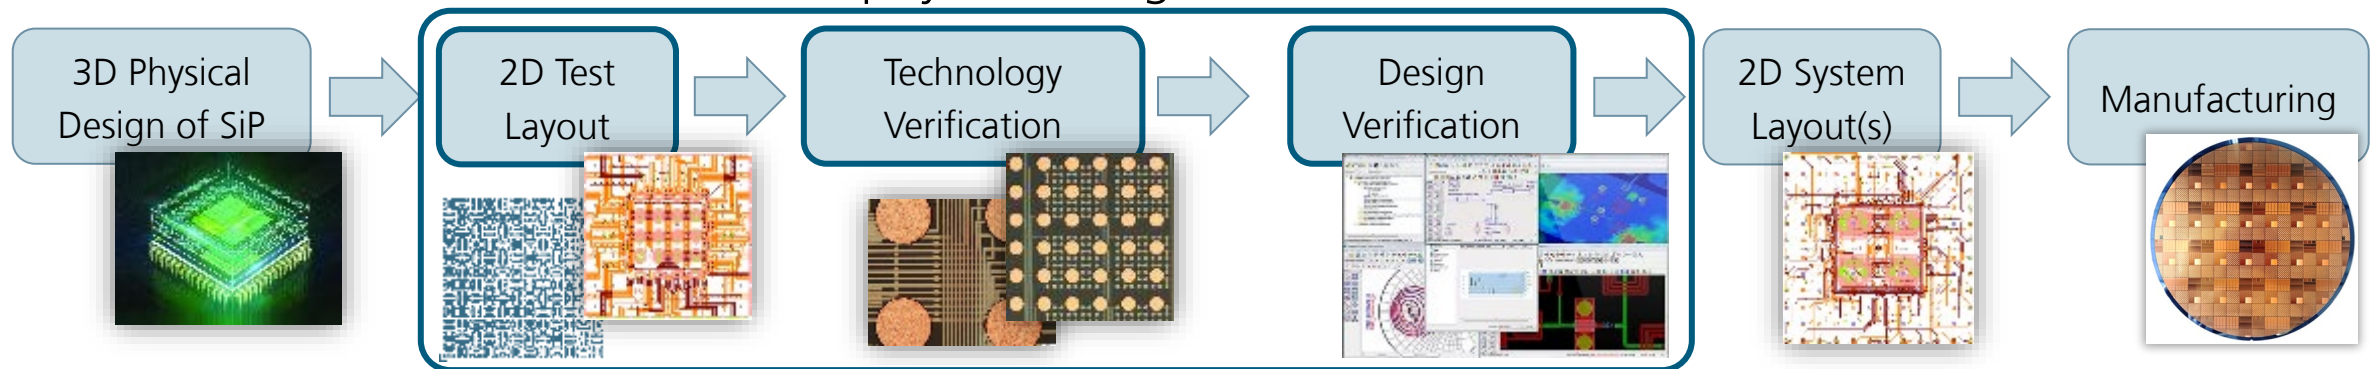 3D Physical
Design of SiP
2D Test
Layout
Technology
Verification
Design
Verification
2D System
Layout(s)
Manufacturing